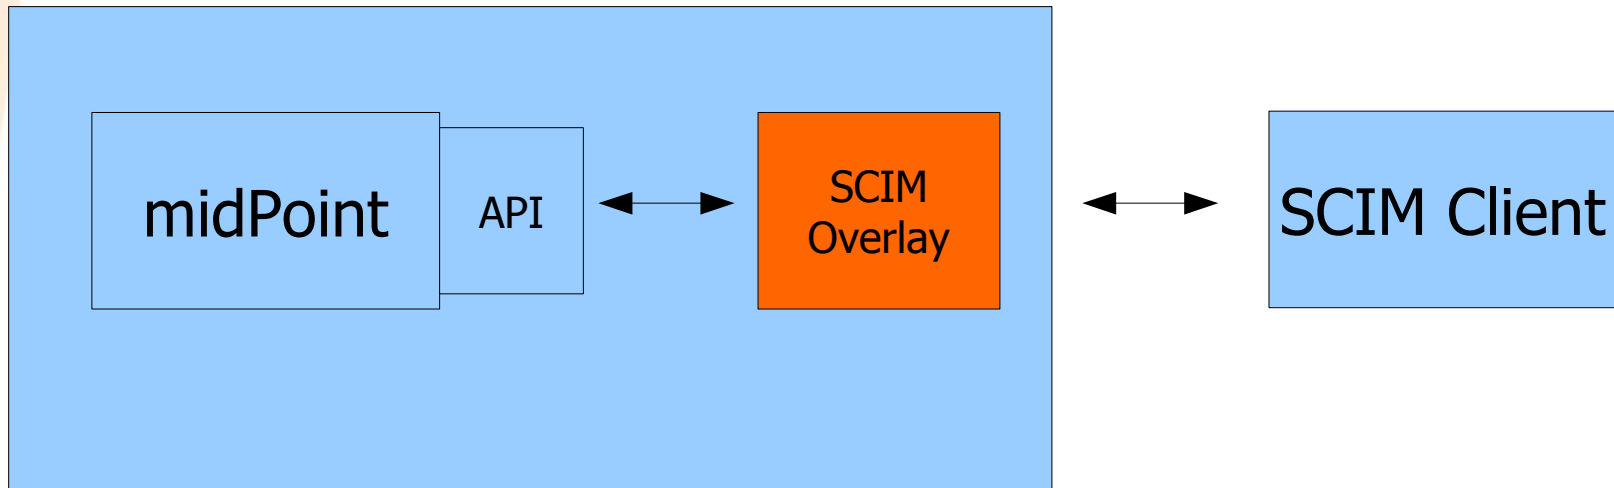 midPoint
API
SCIM
Overlay
SCIM Client